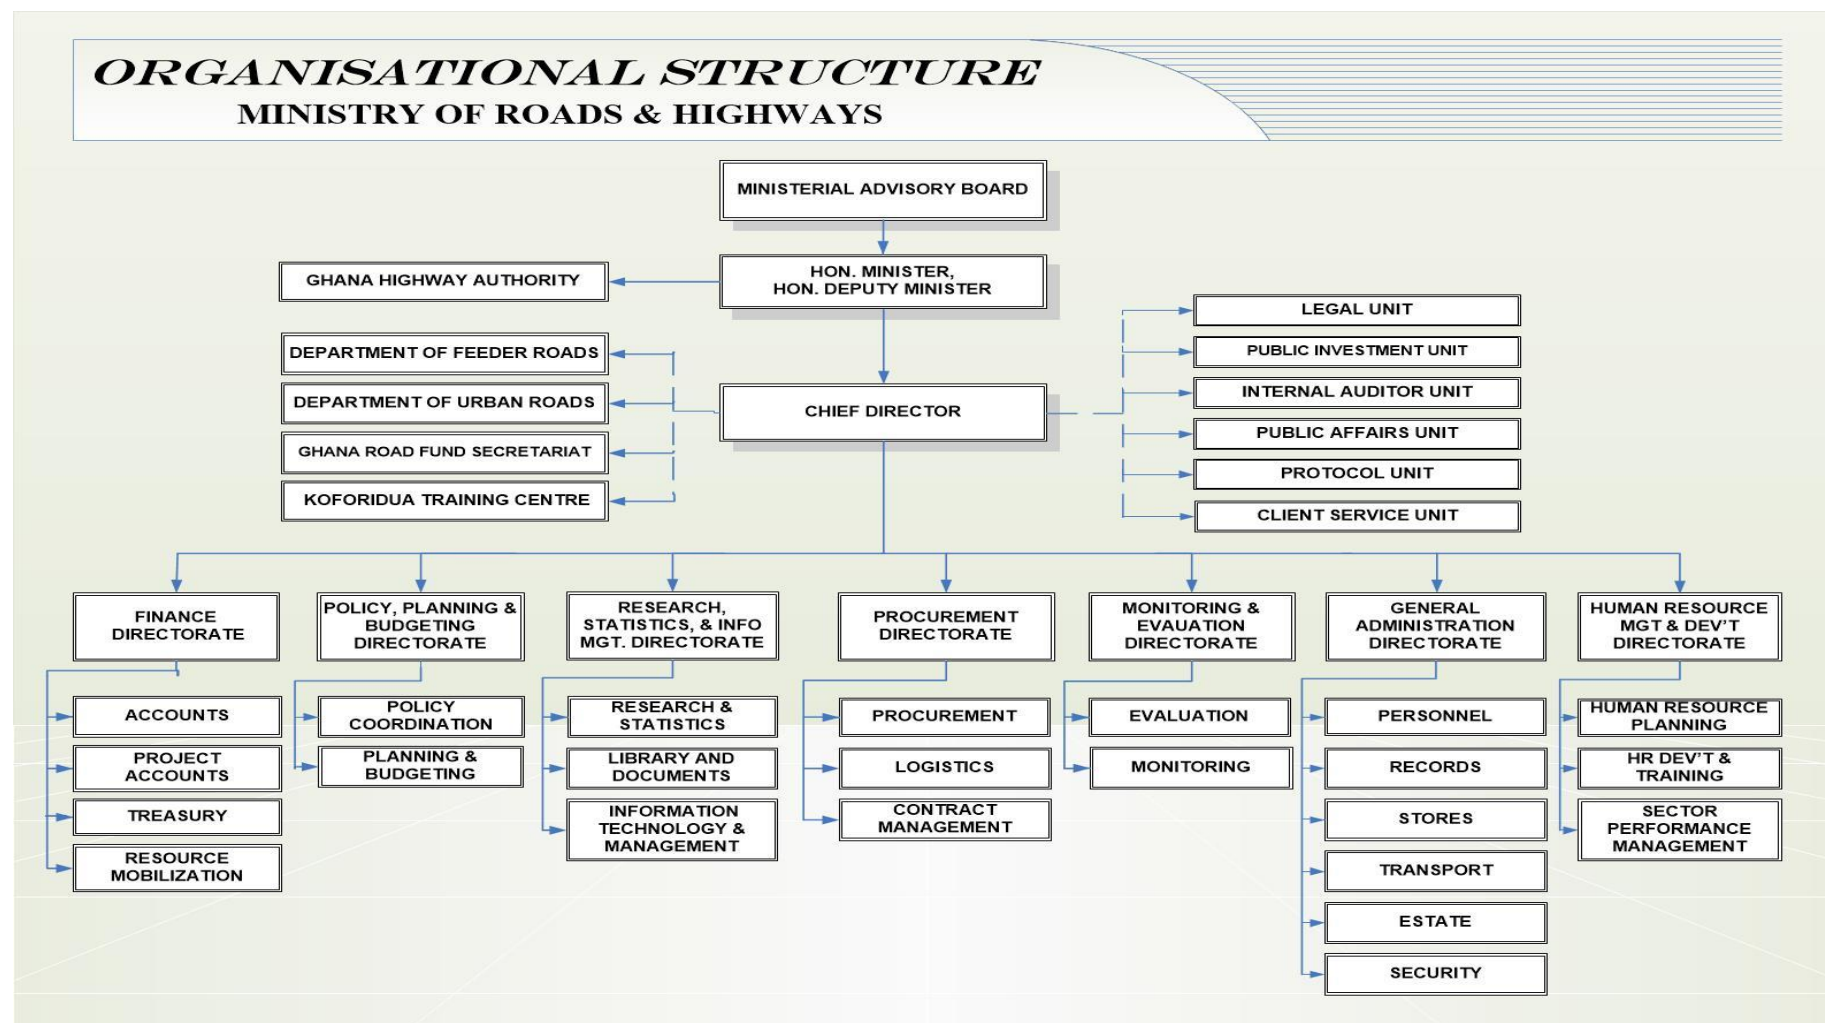 ORGANISATIONAL STRUCTURE
MINISTRY OF ROADS & HIGHWAYS
MINISTERIAL ADVISORY BOARD
HON. MINISTER,
HON. DEPUTY MINISTER
GHANA HIGHWAY AUTHORITY
CHIEF DIRECTOR
DEPARTMENT OF FEEDER ROADS
DEPARTMENT OF URBAN ROADS
GHANA ROAD FUND SECRETARIAT
KOFORIDUA TRAINING CENTRE
LEGAL UNIT
PUBLIC INVESTMENT UNIT
INTERNAL AUDITOR UNIT
PUBLIC AFFAIRS UNIT
PROTOCOL UNIT
CLIENT SERVICE UNIT
FINANCE
DIRECTORATE
ACCOUNTS
PROJECT
ACCOUNTS
TREASURY
RESOURCE
MOBILIZATION
POLICY, PLANNING &
BUDGETING
DIRECTORATE
POLICY
COORDINATION
PLANNING &
BUDGETING
RESEARCH,
STATISTICS, & INFO
MGT. DIRECTORATE
RESEARCH &
STATISTICS
LIBRARY AND
DOCUMENTS
INFORMATION
TECHNOLOGY &
MANAGEMENT
PROCUREMENT
DIRECTORATE
PROCUREMENT
LOGISTICS
CONTRACT
MANAGEMENT
MONITORING &
EVAUATION
DIRECTORATE
EVALUATION
MONITORING
GENERAL
ADMINISTRATION
DIRECTORATE
PERSONNEL
RECORDS
STORES
TRANSPORT
ESTATE
SECURITY
HUMAN RESOURCE
MGT & DEV'T
DIRECTORATE
HUMAN RESOURCE
PLANNING
HR DEV'T &
TRAINING
SECTOR
PERFORMANCE
MANAGEMENT